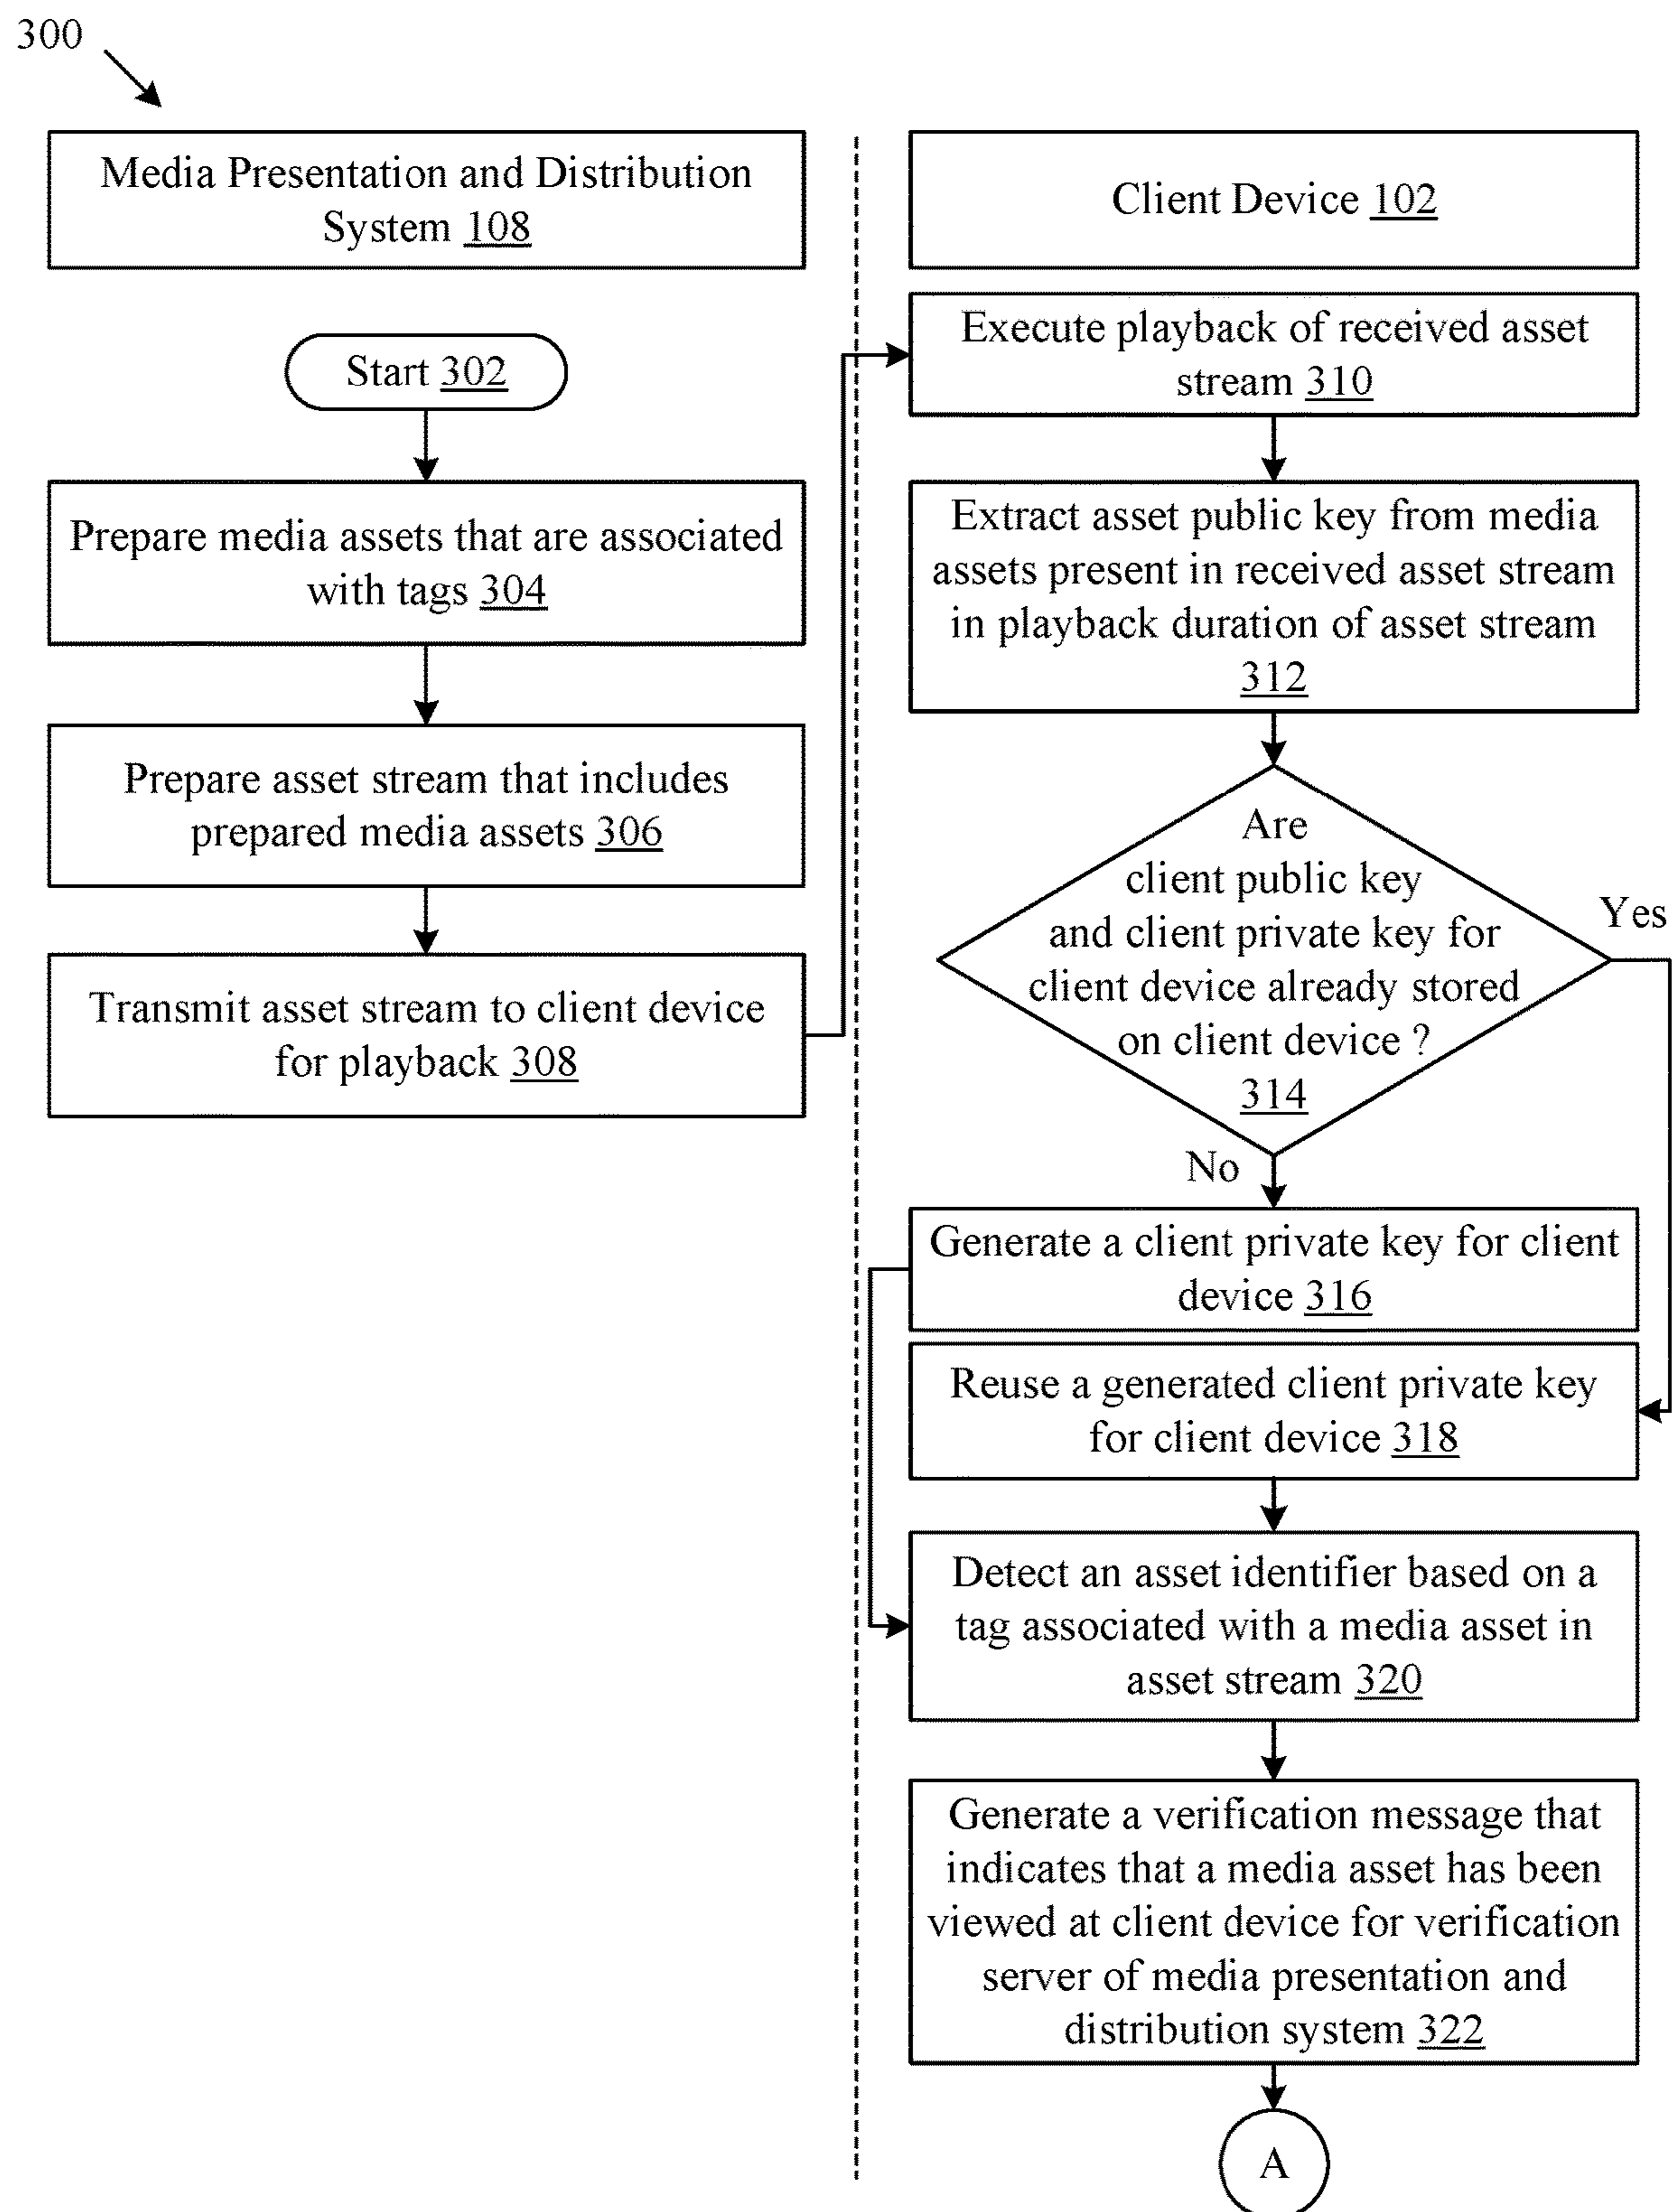 300
Media Presentation and Distribution
System 108
Start 302
Prepare media assets that are associated
with tags 304
Prepare asset stream that includes
prepared media assets 306
Transmit asset stream to client device
for playback 308
Client Device 102
Execute playback of received asset
stream 310
Extract asset public key from media
assets present in received asset stream
in playback duration of asset stream
312
Are
client public key
and client private key for
client device already stored
on client device ?
314
Yes
No
Generate a client private key for client
device 316
Reuse a generated client private key
for client device 318
Detect an asset identifier based on a
tag associated with a media asset in
asset stream 320
Generate a verification message that
indicates that a media asset has been
viewed at client device for verification
server of media presentation and
distribution system 322
A